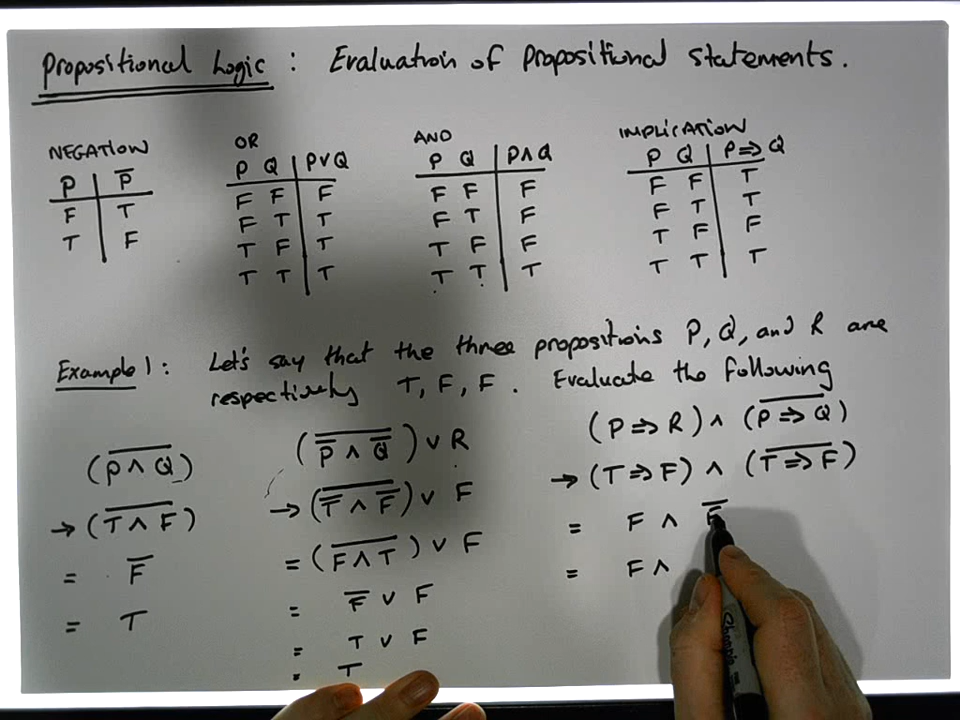 Propositional Logic : Evaluation of Propositional Statements.
NEGATION
P | P̅
F | T
T | F
OR
P Q | P∨Q
F F | F
F T | T
T F | T
T T | T
AND
P Q | P∧Q
F F | F
F T | F
T F | F
T T | T
IMPLICATION
P Q | P⇒Q
F F | T
F T | T
T F | F
T T | T
Example 1: Let's say that the three propositions P, Q, and R are
respectively T, F, F. Evaluate the following
(P̅ ̅∧̅ ̅Q̅)
→ (T̅ ̅∧̅ ̅F̅)
= F̅
= T
(P̿ ̅∧̅ ̅Q̿) ∨ R
→ (T̿ ̅∧̅ ̅F̿) ∨ F
= (F̅ ̅∧̅ ̅T̅) ∨ F
= F̅ ∨ F
= T ∨ F
= T
(P ⇒ R) ∧ (P̅ ̅⇒̅ ̅Q̅)
→ (T ⇒ F) ∧ (T̅ ̅⇒̅ ̅F̅)
= F ∧ F̅
= F ∧
Sharpie